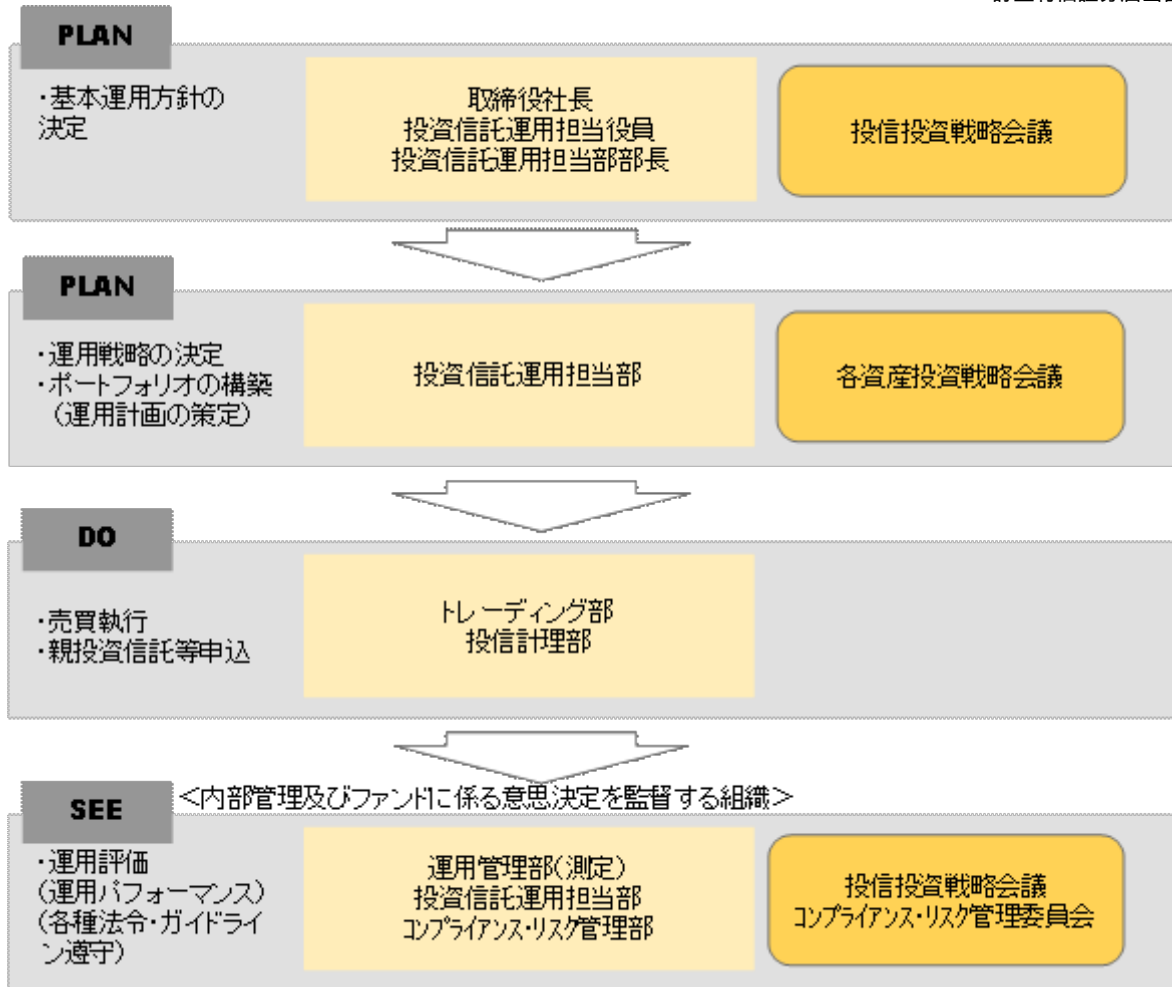 PLAN
・基本運用方針の
決定
取締役社長
投資信託運用担当役員
投資信託運用担当部部長
投信投資戦略会議
PLAN
・運用戦略の決定
・ポートフォリオの構築
(運用計画の策定)
投資信託運用担当部
各資産投資戦略会議
DO
・売買執行
・親投資信託等申込
トレーディング部
投信計理部
SEE
<内部管理及びファンドに係る意思決定を監督する組織>
・運用評価
(運用パフォーマンス)
(各種法令・ガイドライ
ン遵守)
運用管理部(測定)
投資信託運用担当部
コンプライアンス・リスク管理部
投信投資戦略会議
コンプライアンス・リスク管理委員会